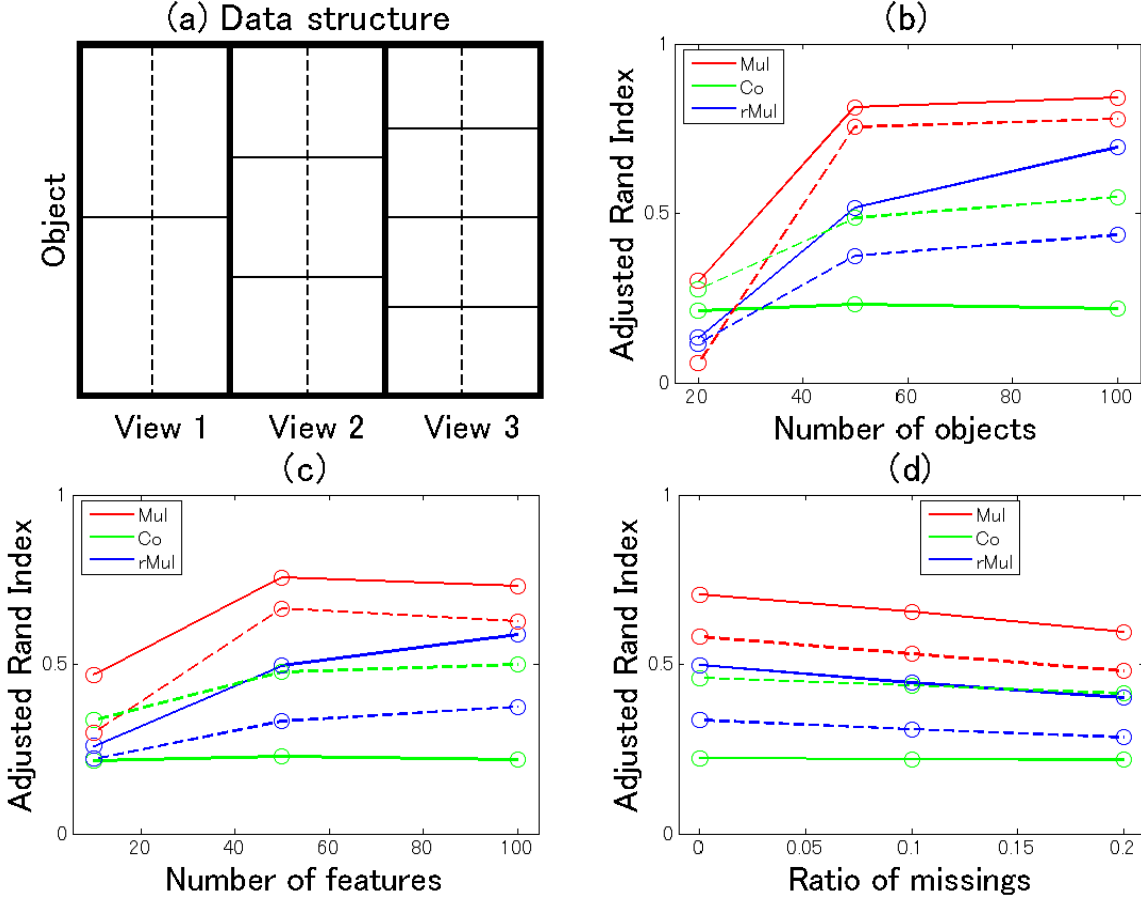 (a) Data structure
Object
View 1
View 2
View 3
(b)
Adjusted Rand Index
1
0.5
0
Mul
Co
rMul
20
40
60
80
100
Number of objects
(c)
Adjusted Rand Index
1
0.5
0
Mul
Co
rMul
20
40
60
80
100
Number of features
(d)
Adjusted Rand Index
1
0.5
0
Mul
Co
rMul
0
0.05
0.1
0.15
0.2
Ratio of missings